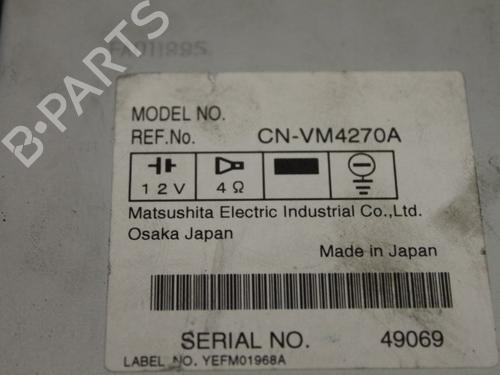 FA011885
MODEL NO.
REF.No. CN-VM4270A
12V 4Ω
Matsushita Electric Industrial Co.,Ltd.
Osaka Japan
Made in Japan
SERIAL NO. 49069
LABEL NO. YEFM01968A
B-PARTS